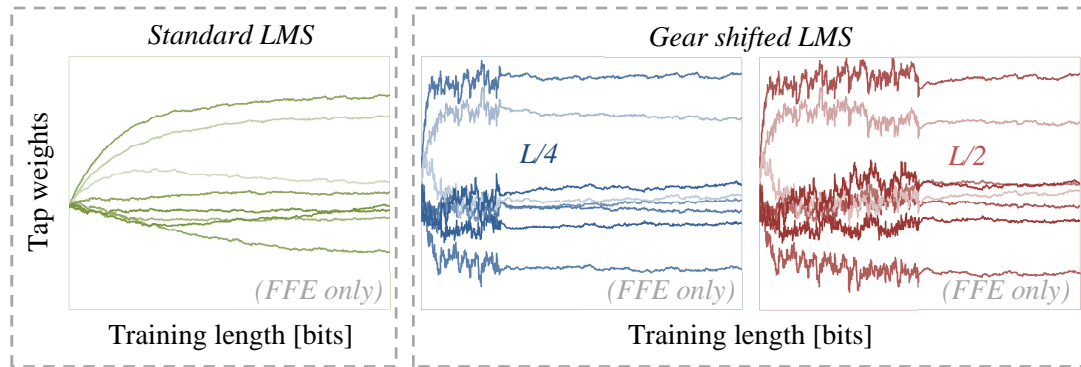 Standard LMS
Gear shifted LMS
Tap weights
L/4
L/2
(FFE only)
(FFE only)
(FFE only)
Training length [bits]
Training length [bits]